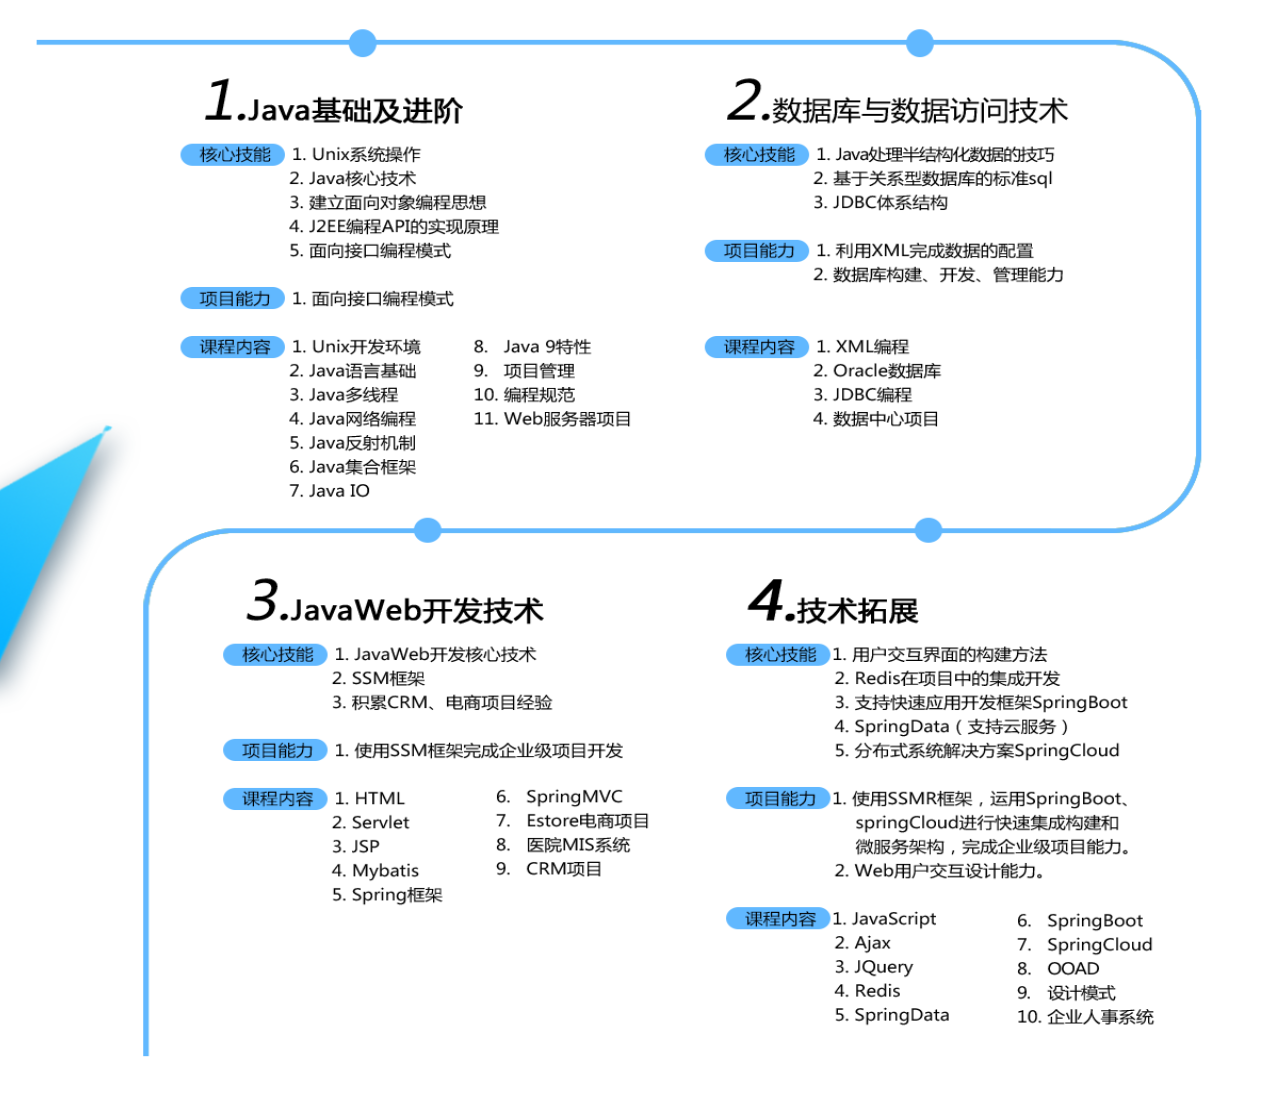 1.Java基础及进阶
核心技能 1. Unix系统操作
2. Java核心技术
3. 建立面向对象编程思想
4. J2EE编程API的实现原理
5. 面向接口编程模式
项目能力 1. 面向接口编程模式
课程内容 1. Unix开发环境
2. Java语言基础
3. Java多线程
4. Java网络编程
5. Java反射机制
6. Java集合框架
7. Java IO
8. Java 9特性
9. 项目管理
10. 编程规范
11. Web服务器项目
2.数据库与数据访问技术
核心技能 1. Java处理半结构化数据的技巧
2. 基于关系型数据库的标准sql
3. JDBC体系结构
项目能力 1. 利用XML完成数据的配置
2. 数据库构建、开发、管理能力
课程内容 1. XML编程
2. Oracle数据库
3. JDBC编程
4. 数据中心项目
3.JavaWeb开发技术
核心技能 1. JavaWeb开发核心技术
2. SSM框架
3. 积累CRM、电商项目经验
项目能力 1. 使用SSM框架完成企业级项目开发
课程内容 1. HTML
2. Servlet
3. JSP
4. Mybatis
5. Spring框架
6. SpringMVC
7. Estore电商项目
8. 医院MIS系统
9. CRM项目
4.技术拓展
核心技能 1. 用户交互界面的构建方法
2. Redis在项目中的集成开发
3. 支持快速应用开发框架SpringBoot
4. SpringData（支持云服务）
5. 分布式系统解决方案SpringCloud
项目能力 1. 使用SSMR框架，运用SpringBoot、
springCloud进行快速集成构建和
微服务架构，完成企业级项目能力。
2. Web用户交互设计能力。
课程内容 1. JavaScript
2. Ajax
3. JQuery
4. Redis
5. SpringData
6. SpringBoot
7. SpringCloud
8. OOAD
9. 设计模式
10. 企业人事系统